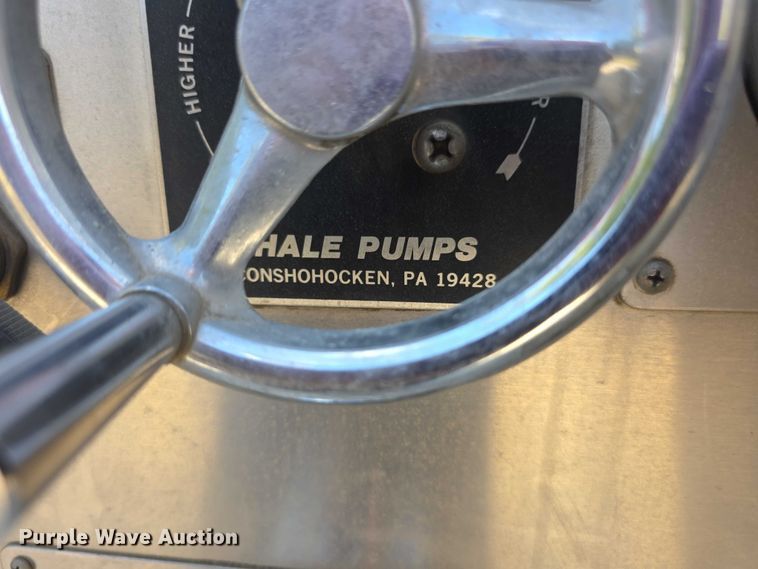 HIGHER
HALE PUMPS
CONSHOHOCKEN, PA 19428
Purple Wave Auction